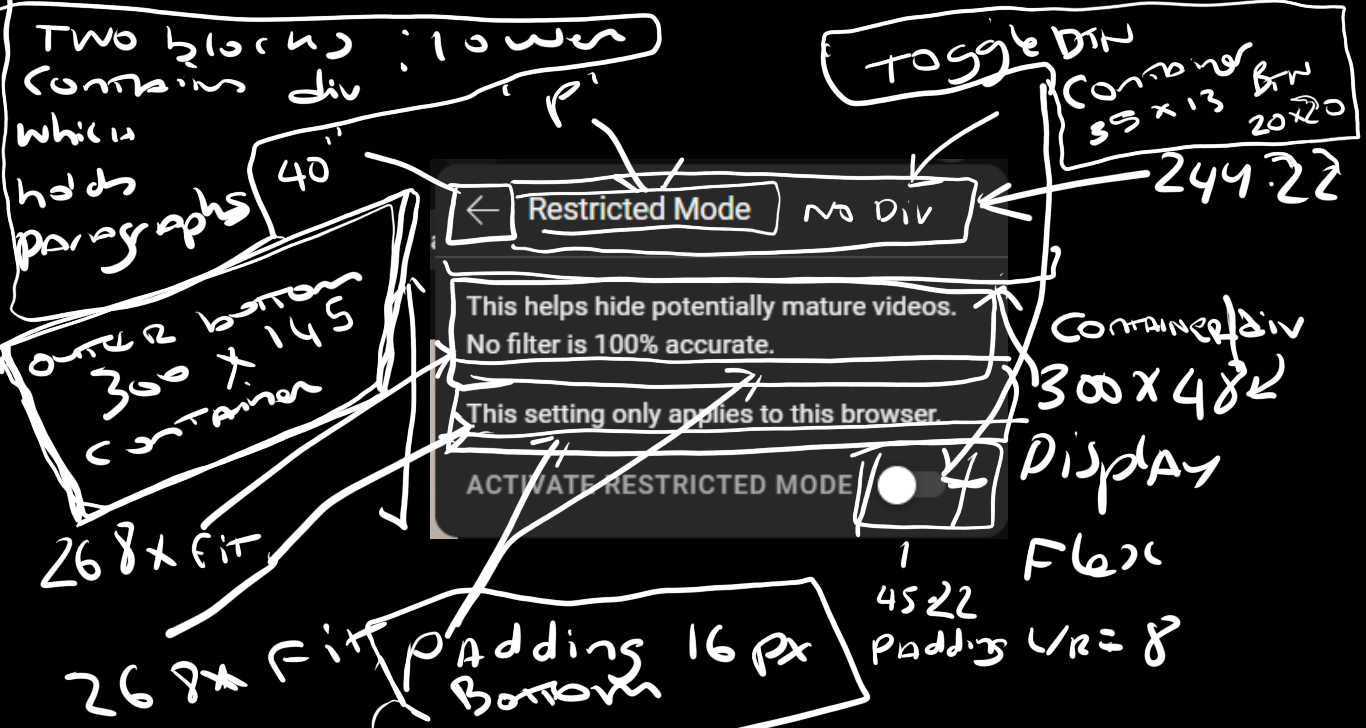 TWO blocks : lower
Contains div
which
holds
paragraphs
'P'
40"
Toggle BTN
Container BTN
35 x 13 20x20
244.22
Restricted Mode
NO DIV
This helps hide potentially mature videos.
No filter is 100% accurate.
This setting only applies to this browser.
ACTIVATE RESTRICTED MODE
outer bottom
300 x 145
container
CONTAINER/div
300 x 48
Display
Flex
268x Fit
268x Fit
45:22
Padding L/R = 8
Padding 16 px
Bottom